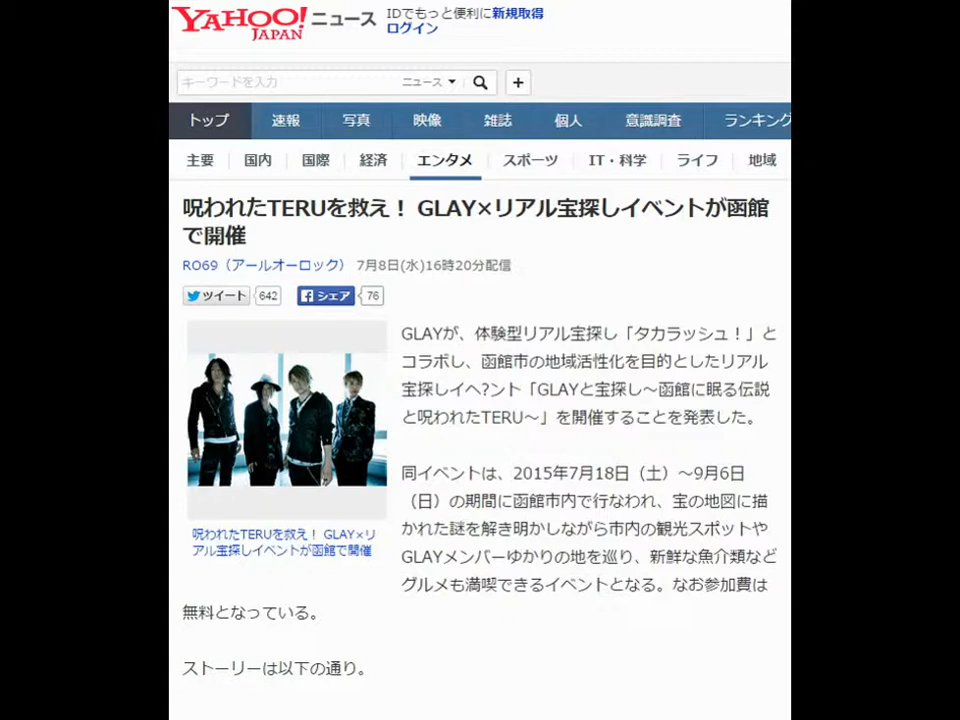 YAHOO! JAPAN ニュース
IDでもっと便利に新規取得
ログイン
キーワードを入力 ニュース +
トップ 速報 写真 映像 雑誌 個人 意識調査 ランキング
主要 国内 国際 経済 エンタメ スポーツ IT・科学 ライフ 地域
呪われたTERUを救え！ GLAY×リアル宝探しイベントが函館
で開催
RO69（アールオーロック） 7月8日(水)16時20分配信
ツイート 642 シェア 76
GLAYが、体験型リアル宝探し「タカラッシュ！」と
コラボし、函館市の地域活性化を目的としたリアル
宝探しイヘ?ント「GLAYと宝探し～函館に眠る伝説
と呪われたTERU～」を開催することを発表した。
同イベントは、2015年7月18日（土）～9月6日
（日）の期間に函館市内で行なわれ、宝の地図に描
かれた謎を解き明かしながら市内の観光スポットや
GLAYメンバーゆかりの地を巡り、新鮮な魚介類など
グルメも満喫できるイベントとなる。なお参加費は
無料となっている。
呪われたTERUを救え！ GLAY×リ
アル宝探しイベントが函館で開催
ストーリーは以下の通り。